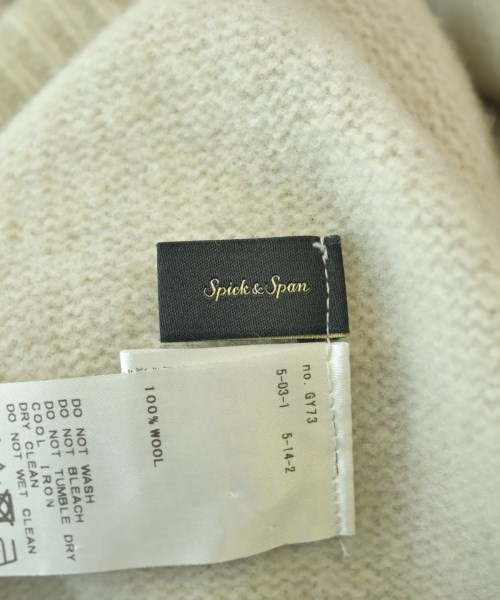 Spick & Span
no. GY73
5-03-1 5-14-2
100% WOOL
DO NOT WASH
DO NOT BLEACH
DO NOT TUMBLE DRY
COOL IRON
DRY CLEAN
DO NOT WET CLEAN